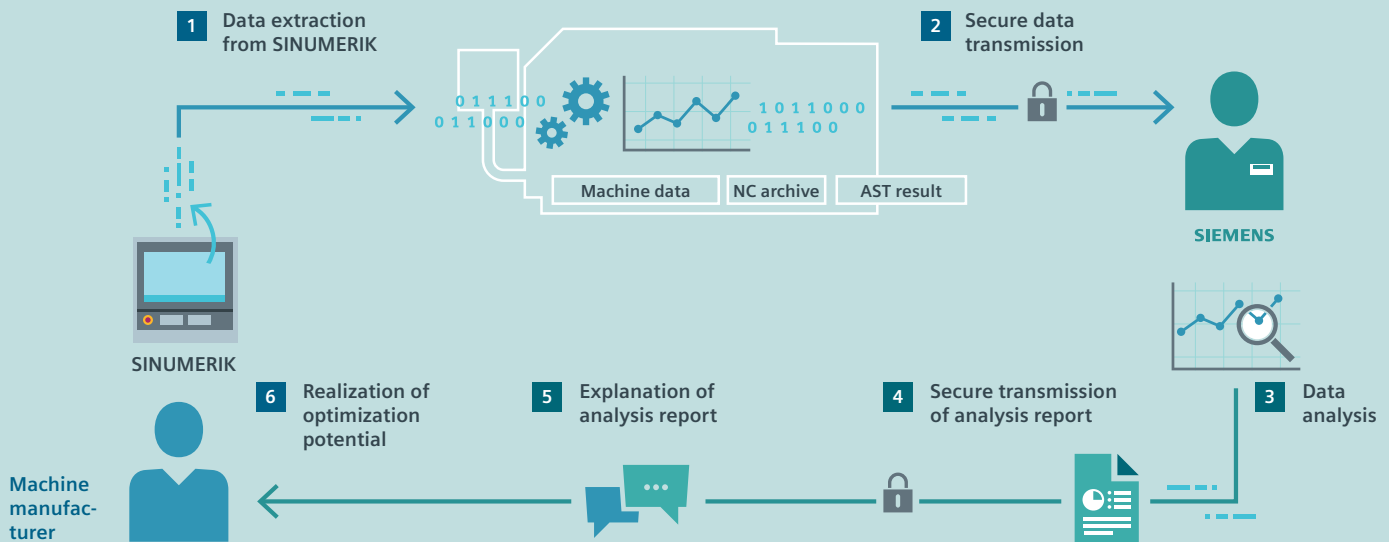 1
Data extraction
from SINUMERIK
2
Secure data
transmission
0 1 1 1 0 0
0 1 1 0 0 0
1 0 1 1 0 0 0
0 1 1 1 0 0
Machine data
NC archive
AST result
SIEMENS
SINUMERIK
6
Realization of
optimization
potential
5
Explanation of
analysis report
4
Secure transmission
of analysis report
3
Data
analysis
Machine
manufac-
turer